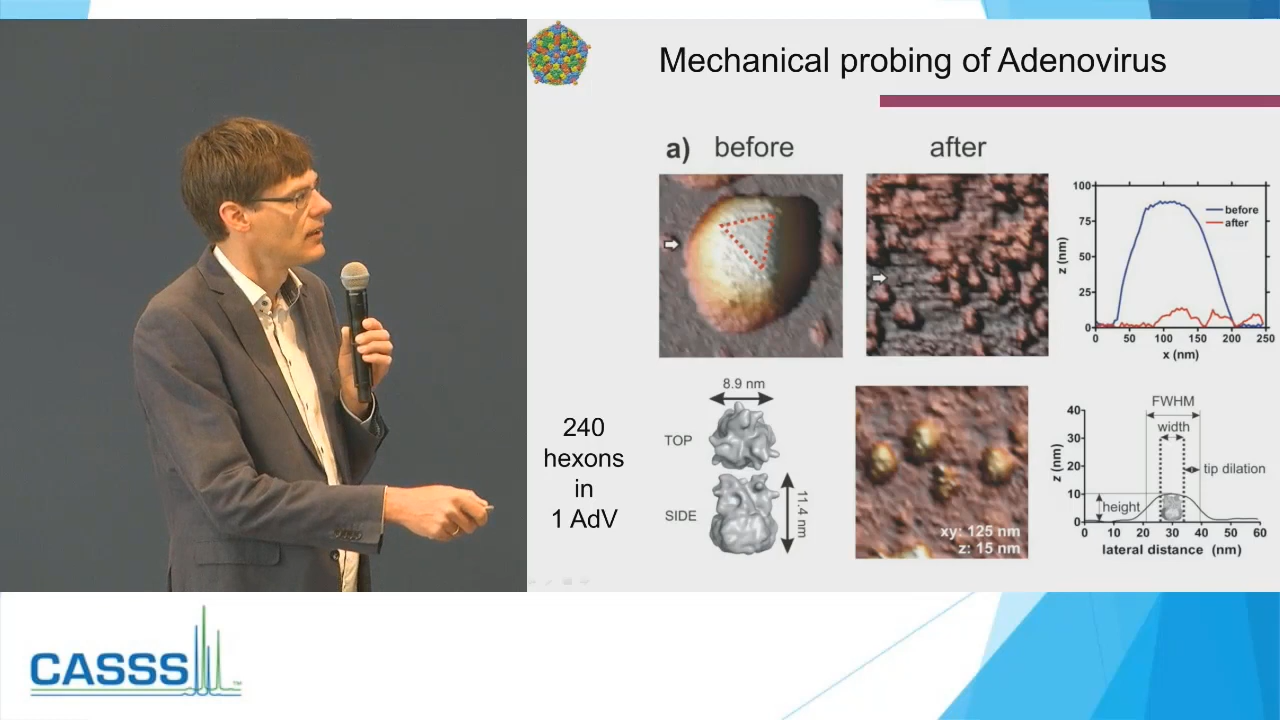 Mechanical probing of Adenovirus
a) before
after
100
75
50
25
0
z (nm)
before
after
0 50 100 150 200 250
x (nm)
240
hexons
in
1 AdV
8.9 nm
TOP
SIDE
11.4 nm
xy: 125 nm
z: 15 nm
40
30
20
10
0
z (nm)
FWHM
width
tip dilation
height
0 10 20 30 40 50 60
lateral distance (nm)
CASSS™